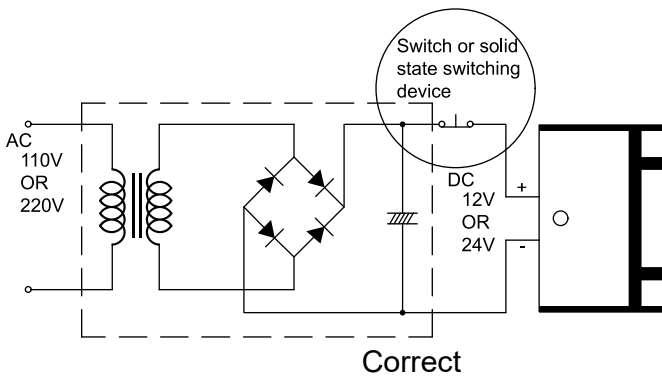 Switch or solid
state switching
device
AC
110V
OR
220V
DC
12V
OR
24V
+
-
Correct